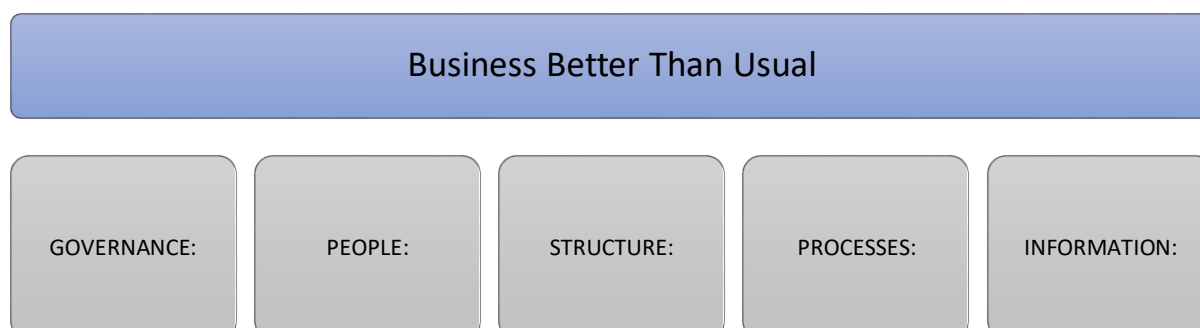 Business Better Than Usual
GOVERNANCE:
PEOPLE:
STRUCTURE:
PROCESSES:
INFORMATION: